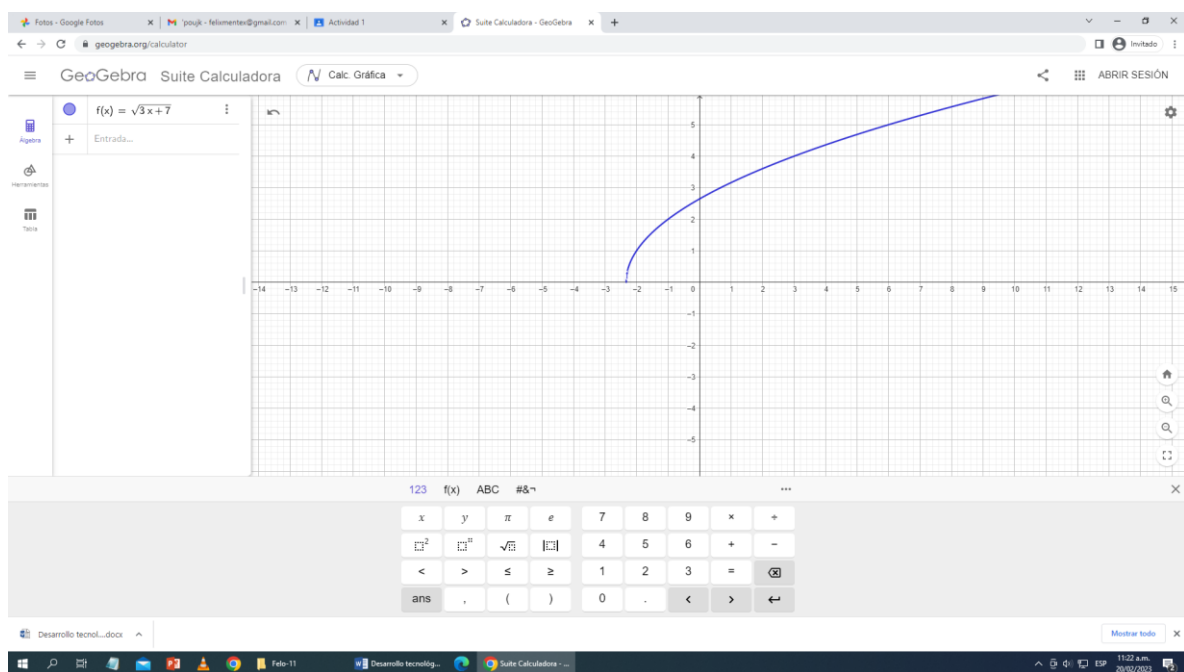 Fotos - Google Fotos
'poujk - felixmentex@gmail.com
Actividad 1
Suite Calculadora - GeoGebra
geogebra.org/calculator
Invitado
GeoGebra Suite Calculadora
Calc. Gráfica
ABRIR SESIÓN
f(x) = √3 x + 7
Entrada...
Álgebra
Herramientas
Tabla
5
4
3
2
1
−14 −13 −12 −11 −10 −9 −8 −7 −6 −5 −4 −3 −2 −1 0 1 2 3 4 5 6 7 8 9 10 11 12 13 14 15
−1
−2
−3
−4
−5
123 f(x) ABC #&¬
x y π e 7 8 9 × ÷
□² □ⁿ √□ |□| 4 5 6 + −
< > ≤ ≥ 1 2 3 =
ans , ( ) 0 . < >
Desarrollo tecnol....docx
Mostrar todo
Felo-11
Desarrollo tecnológ...
Suite Calculadora - ...
ESP
11:22 a.m.
20/02/2023